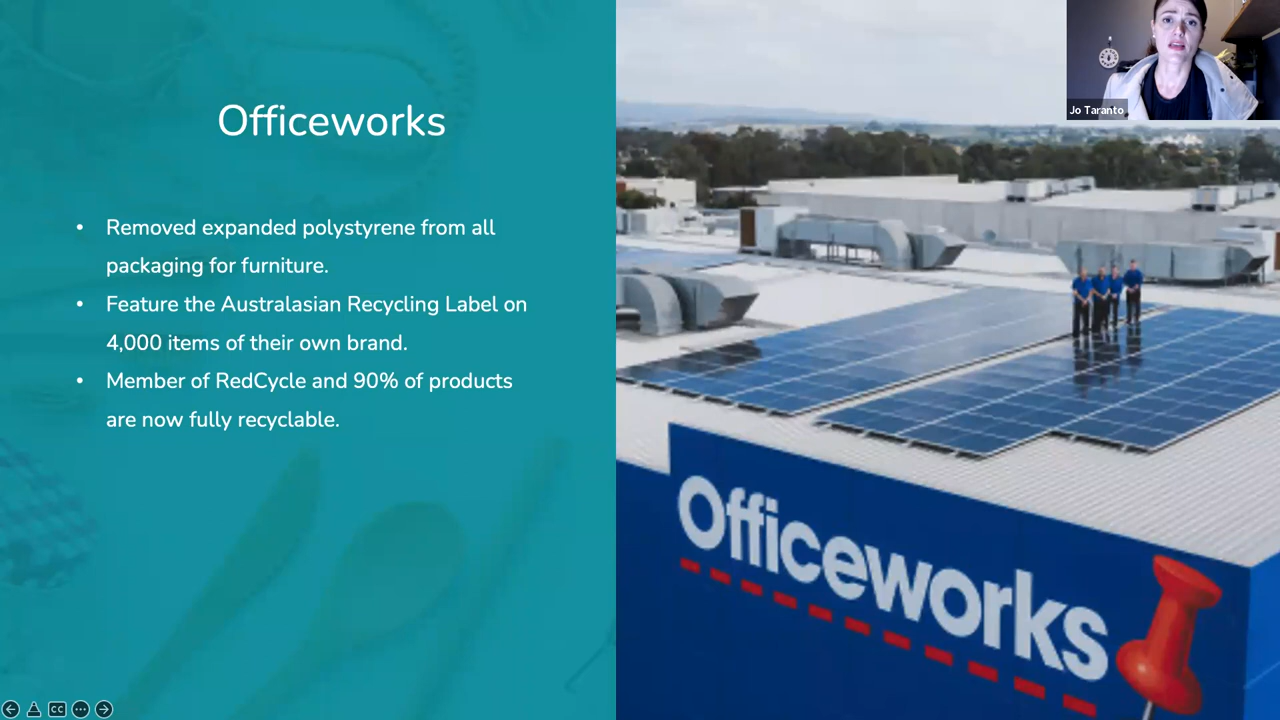 Officeworks
• Removed expanded polystyrene from all
packaging for furniture.
• Feature the Australasian Recycling Label on
4,000 items of their own brand.
• Member of RedCycle and 90% of products
are now fully recyclable.
Jo Taranto
Officeworks
CC